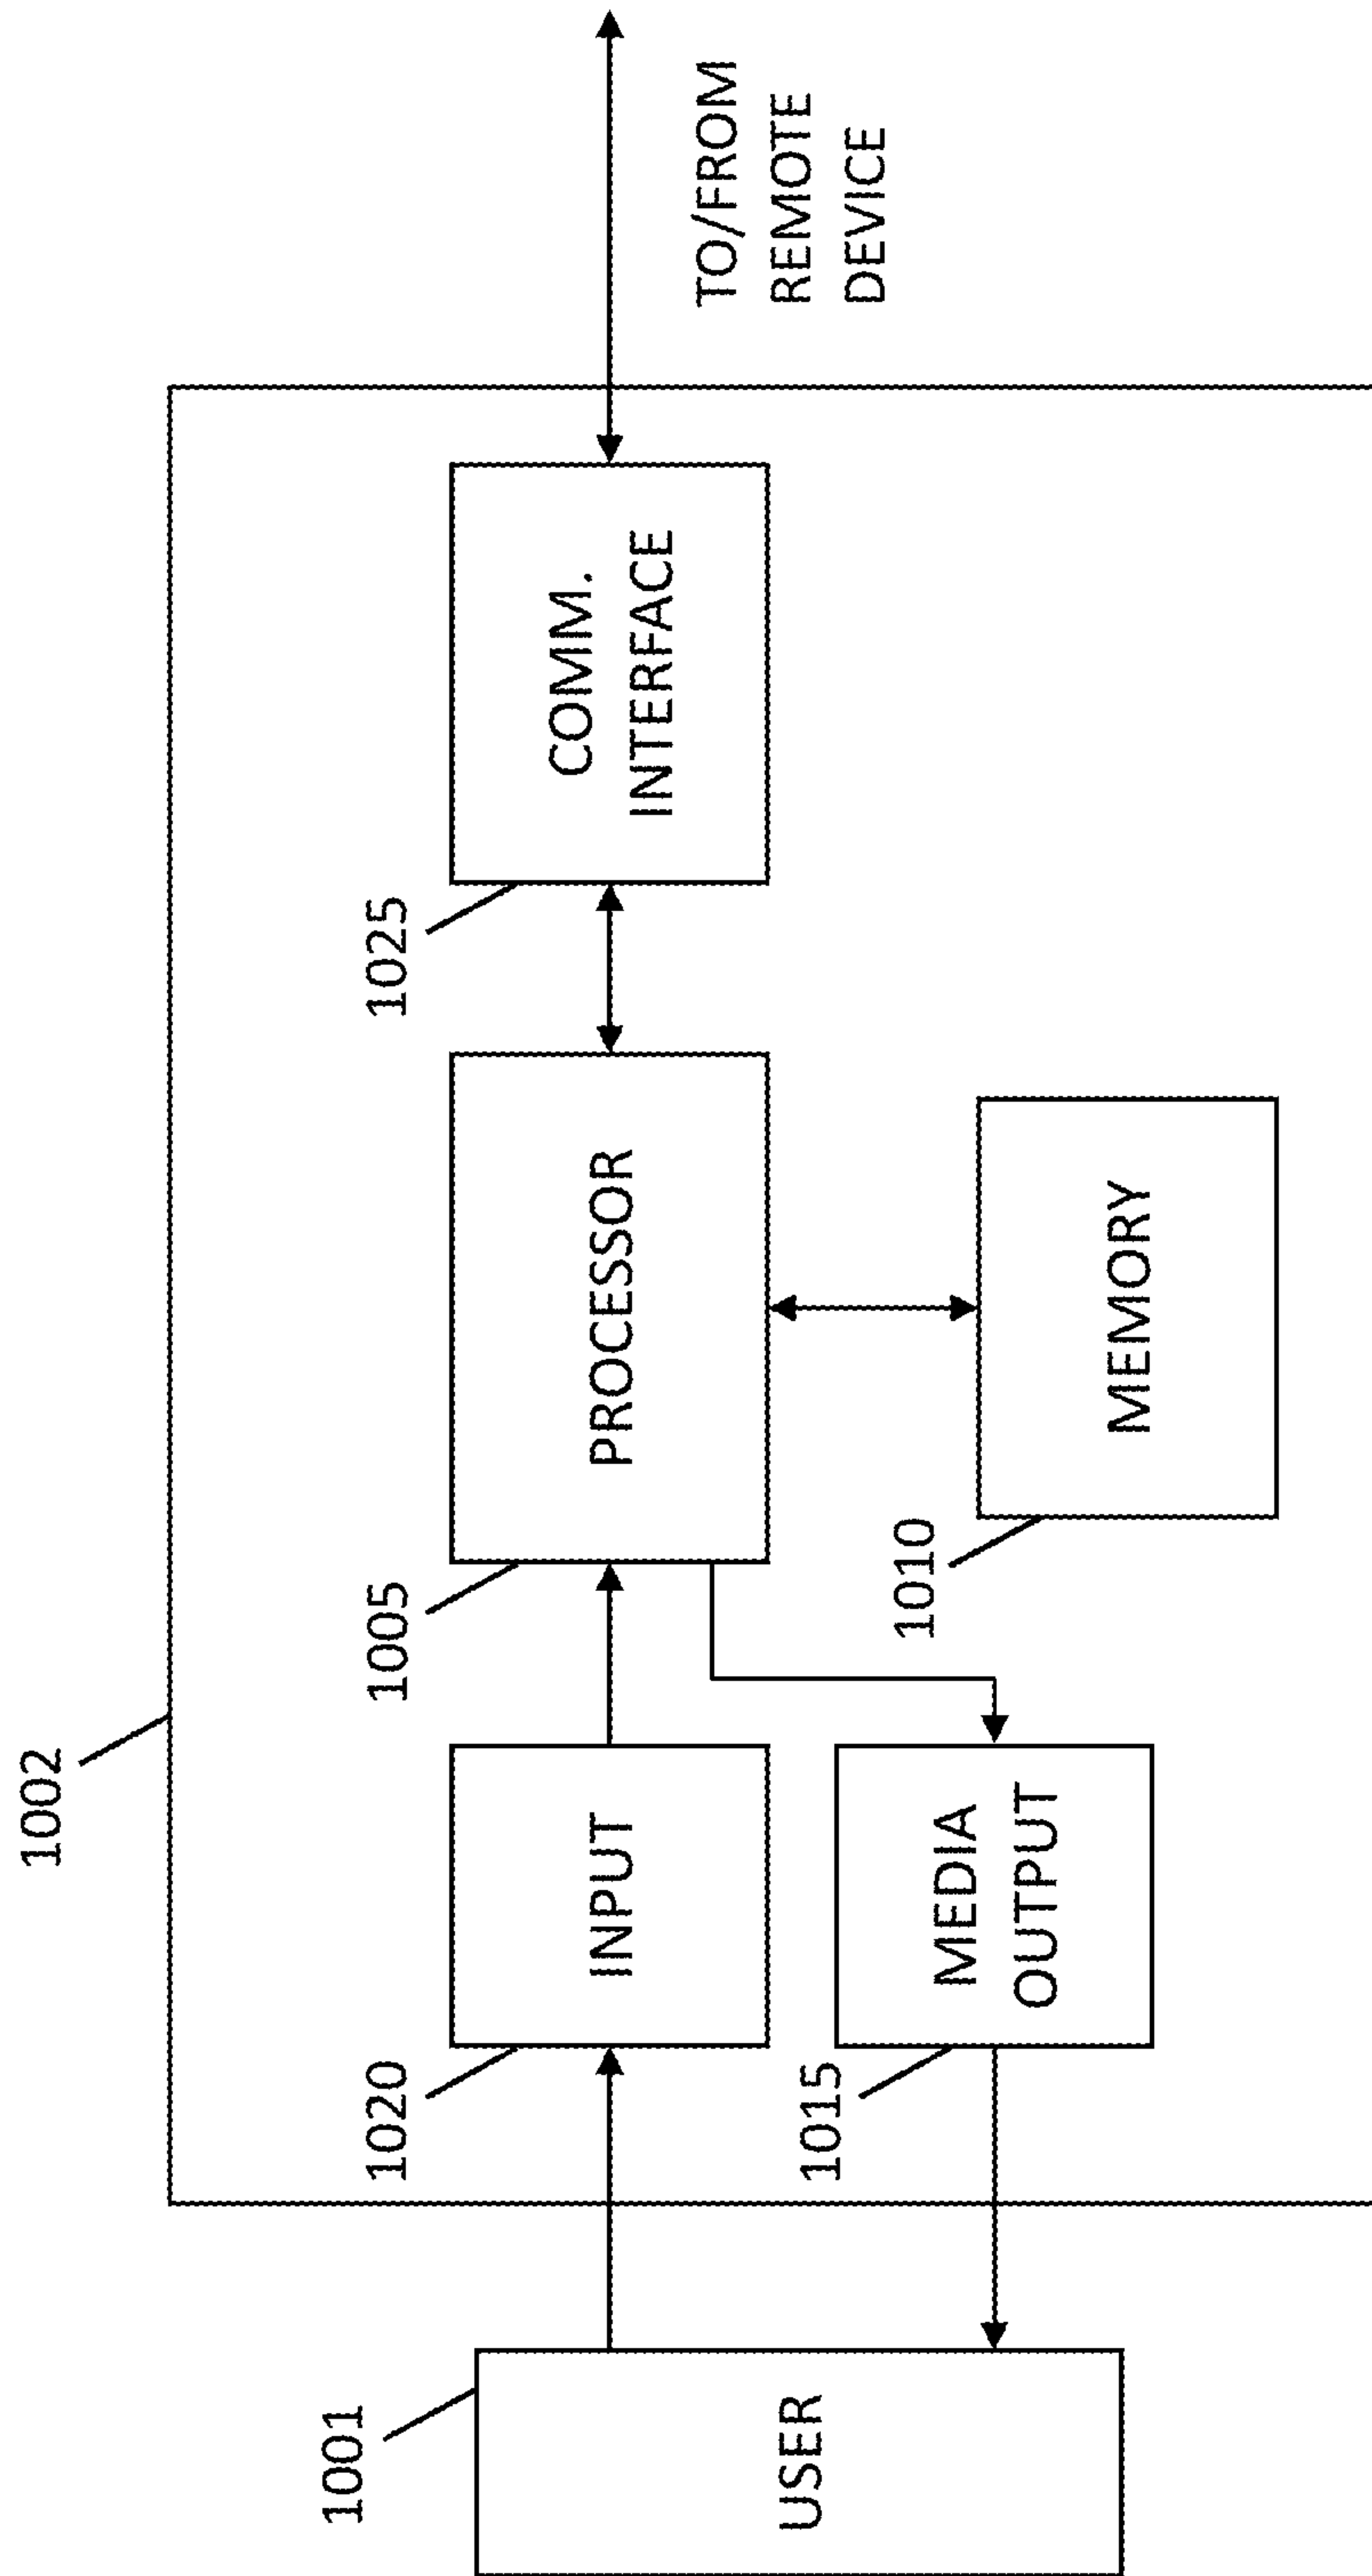 1002
1001
USER
1020
INPUT
1015
MEDIA
OUTPUT
1005
PROCESSOR
1010
MEMORY
1025
COMM.
INTERFACE
TO/FROM
REMOTE
DEVICE